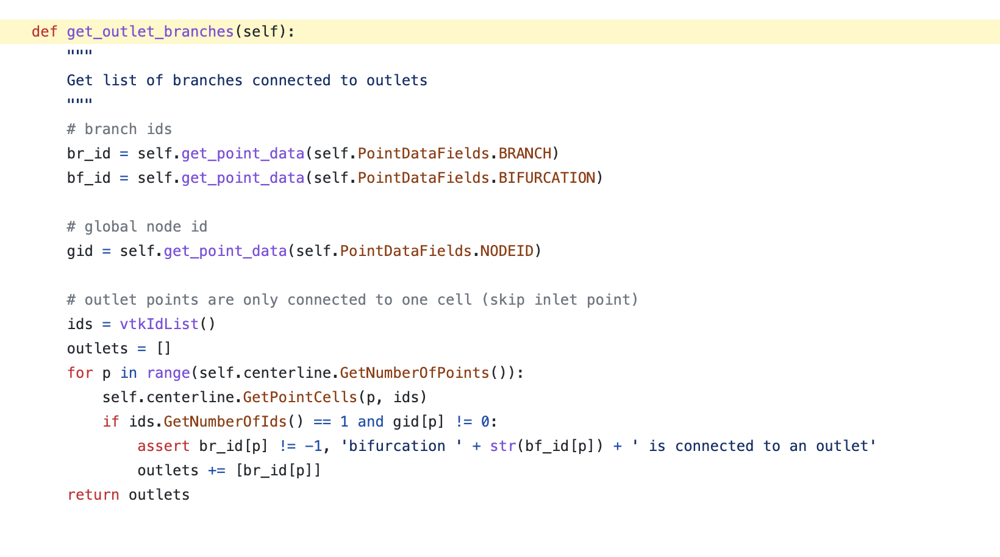 def get_outlet_branches(self):
    """
    Get list of branches connected to outlets
    """
    # branch ids
    br_id = self.get_point_data(self.PointDataFields.BRANCH)
    bf_id = self.get_point_data(self.PointDataFields.BIFURCATION)

    # global node id
    gid = self.get_point_data(self.PointDataFields.NODEID)

    # outlet points are only connected to one cell (skip inlet point)
    ids = vtkIdList()
    outlets = []
    for p in range(self.centerline.GetNumberOfPoints()):
        self.centerline.GetPointCells(p, ids)
        if ids.GetNumberOfIds() == 1 and gid[p] != 0:
            assert br_id[p] != -1, 'bifurcation ' + str(bf_id[p]) + ' is connected to an outlet'
            outlets += [br_id[p]]
    return outlets